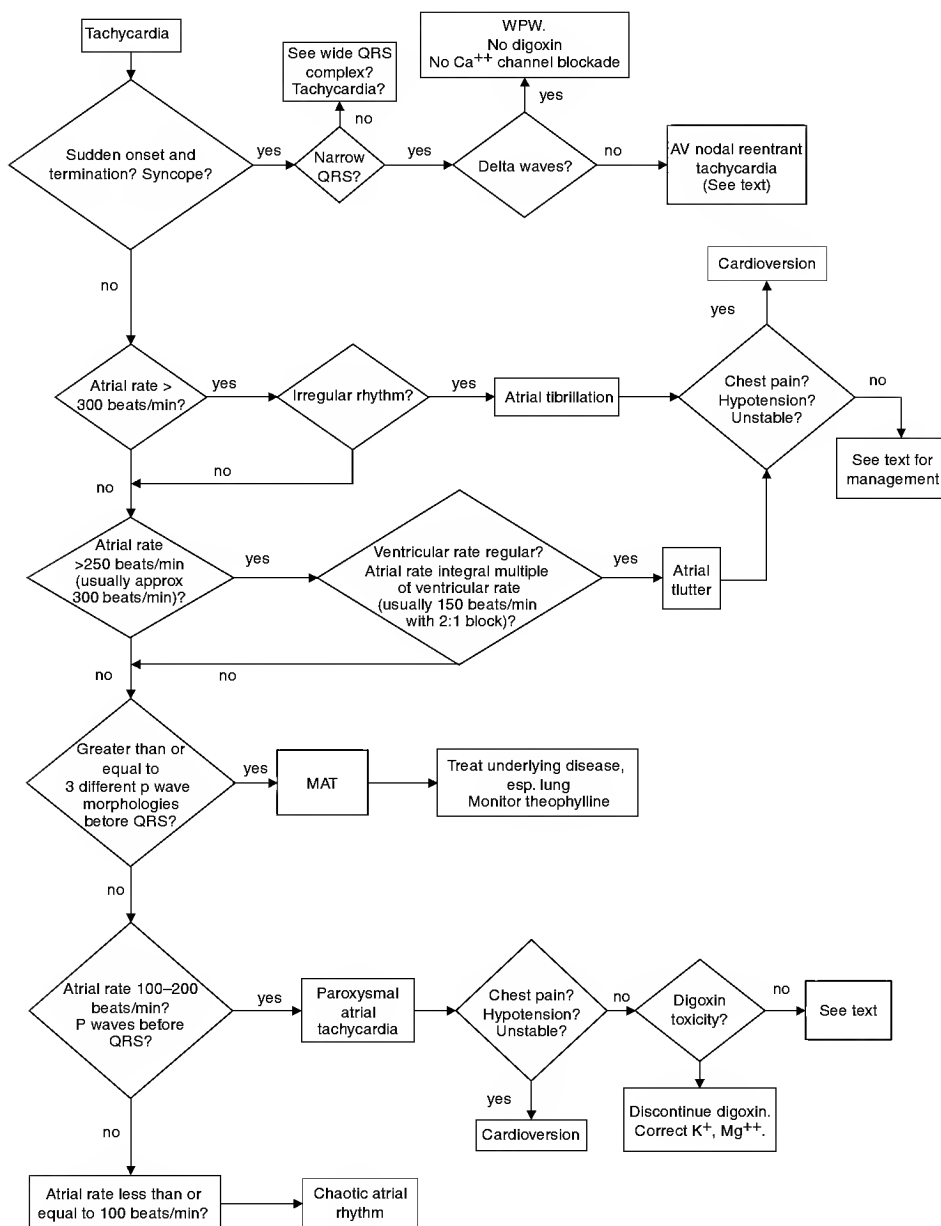 Tachycardia
Sudden onset and
termination? Syncope?
yes
no
See wide QRS
complex?
Tachycardia?
no
Narrow
QRS?
yes
WPW.
No digoxin
No Ca++ channel blockade
yes
Delta waves?
no
AV nodal reentrant
tachycardia
(See text)
Atrial rate >
300 beats/min?
yes
no
Irregular rhythm?
yes
no
Atrial tibrillation
Cardioversion
yes
Chest pain?
Hypotension?
Unstable?
no
See text for
management
Atrial rate
>250 beats/min
(usually approx
300 beats/min)?
yes
no
Ventricular rate regular?
Atrial rate integral multiple
of ventricular rate
(usually 150 beats/min
with 2:1 block)?
yes
no
Atrial
tlutter
Greater than or
equal to
3 different p wave
morphologies
betore QRS?
yes
no
MAT
Treat underlying disease,
esp. lung
Monitor theophylline
Atrial rate 100–200
beats/min?
P waves before
QRS?
yes
no
Paroxysmal
atrial
tachycardia
Chest pain?
Hypotension?
Unstable?
no
yes
Cardioversion
Digoxin
toxicity?
no
See text
Discontinue digoxin.
Correct K+, Mg++.
Atrial rate less than or
equal to 100 beats/min?
Chaotic atrial
rhythm